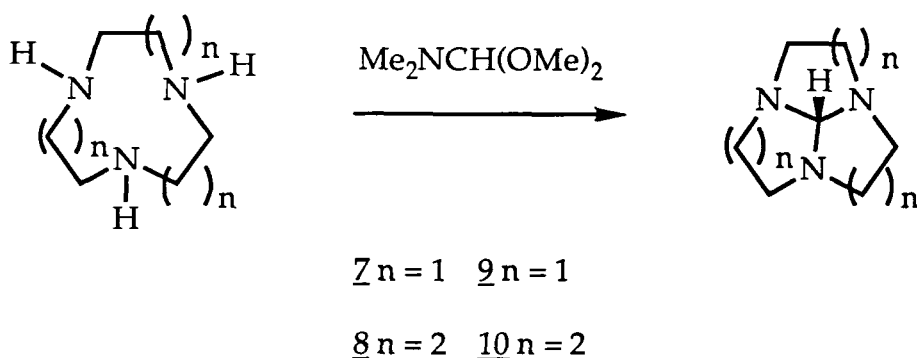 H
( )n
H
N
N
( )n
N
( )n
H
Me₂NCH(OMe)₂
( )n
H
N
N
( )n
N
( )n
7 n = 1 9 n = 1
8 n = 2 10 n = 2